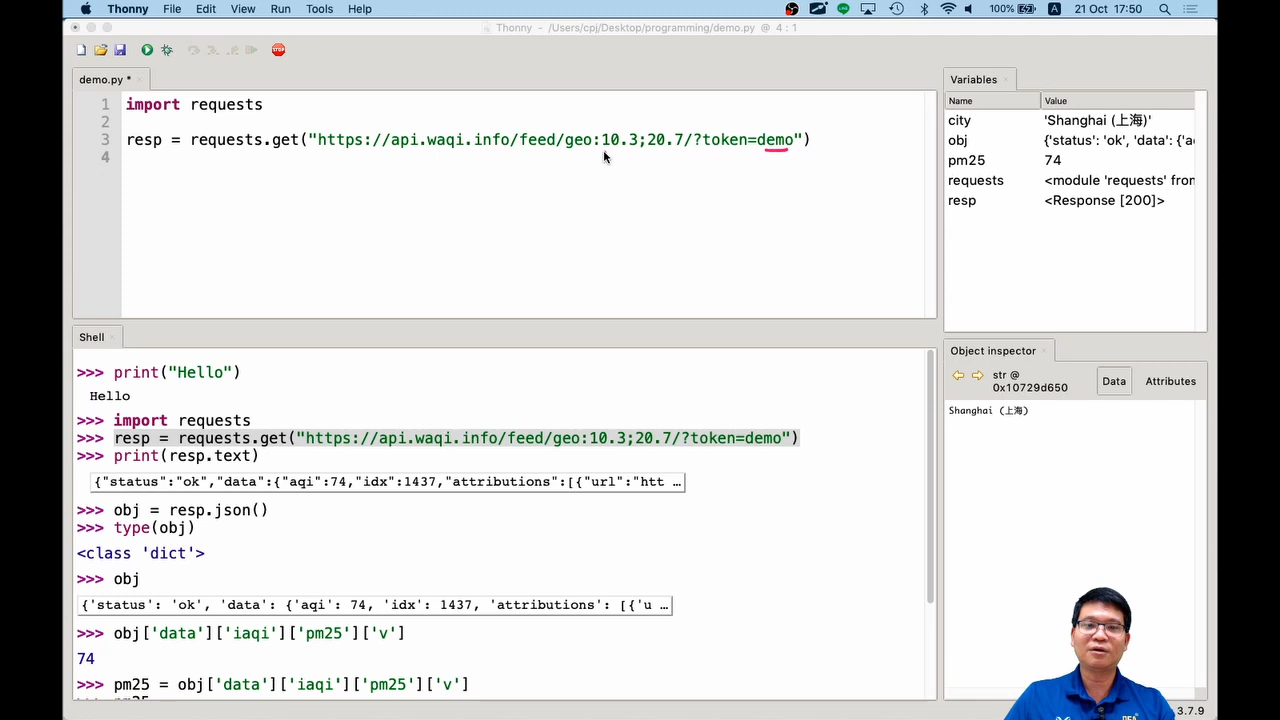 Thonny File Edit View Run Tools Help 100% A 21 Oct 17:50
Thonny - /Users/cpj/Desktop/programming/demo.py @ 4 : 1
STOP
demo.py *
1 import requests
2
3 resp = requests.get("https://api.waqi.info/feed/geo:10.3;20.7/?token=demo")
4
Variables
Name Value
city 'Shanghai (上海)'
obj {'status': 'ok', 'data': {'a
pm25 74
requests <module 'requests' from
resp <Response [200]>
Shell
>>> print("Hello")
Hello
>>> import requests
>>> resp = requests.get("https://api.waqi.info/feed/geo:10.3;20.7/?token=demo")
>>> print(resp.text)
{"status":"ok","data":{"aqi":74,"idx":1437,"attributions":[{"url":"htt …
>>> obj = resp.json()
>>> type(obj)
<class 'dict'>
>>> obj
{'status': 'ok', 'data': {'aqi': 74, 'idx': 1437, 'attributions': [{'u …
>>> obj['data']['iaqi']['pm25']['v']
74
>>> pm25 = obj['data']['iaqi']['pm25']['v']
Object inspector
str @
0x10729d650
Data Attributes
Shanghai (上海)
3.7.9